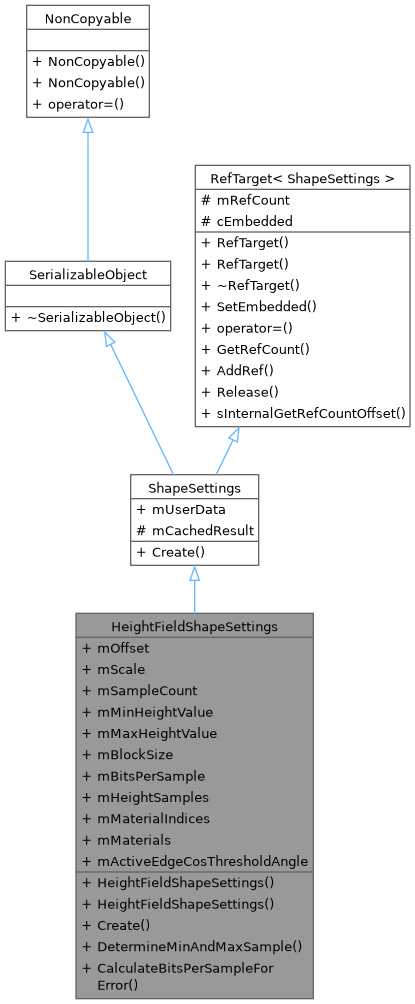 NonCopyable
+ NonCopyable()
+ NonCopyable()
+ operator=()
RefTarget< ShapeSettings >
# mRefCount
# cEmbedded
+ RefTarget()
+ RefTarget()
+ ~RefTarget()
+ SetEmbedded()
+ operator=()
+ GetRefCount()
+ AddRef()
+ Release()
+ sInternalGetRefCountOffset()
SerializableObject
+ ~SerializableObject()
ShapeSettings
+ mUserData
# mCachedResult
+ Create()
HeightFieldShapeSettings
+ mOffset
+ mScale
+ mSampleCount
+ mMinHeightValue
+ mMaxHeightValue
+ mBlockSize
+ mBitsPerSample
+ mHeightSamples
+ mMaterialIndices
+ mMaterials
+ mActiveEdgeCosThresholdAngle
+ HeightFieldShapeSettings()
+ HeightFieldShapeSettings()
+ Create()
+ DetermineMinAndMaxSample()
+ CalculateBitsPerSampleFor
Error()